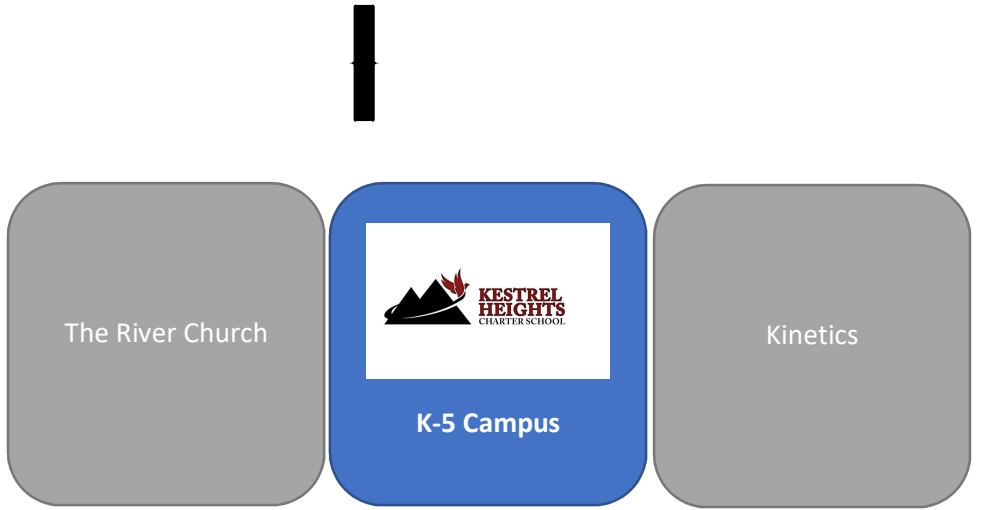 The River Church
KESTREL
HEIGHTS
CHARTER SCHOOL
K-5 Campus
Kinetics